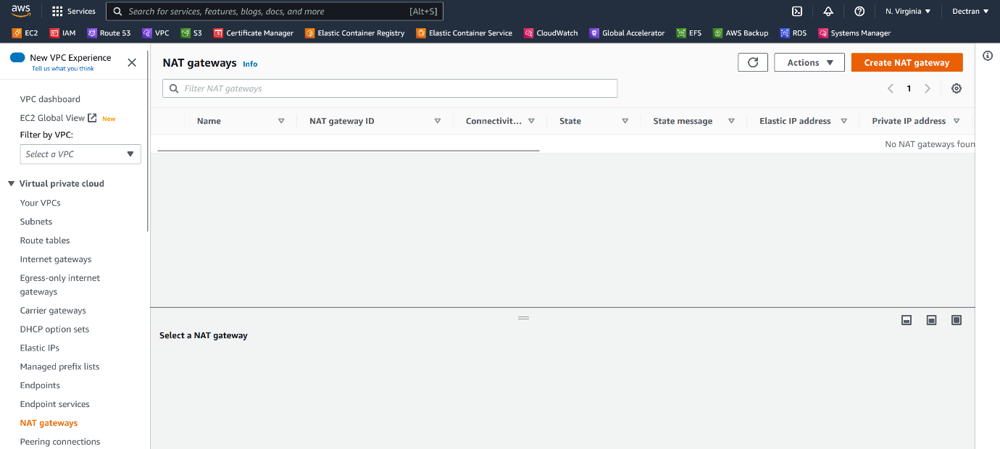 aws
Services
Search for services, features, blogs, docs, and more
[Alt+S]
N. Virginia
Dectran
EC2 IAM Route 53 VPC S3 Certificate Manager Elastic Container Registry Elastic Container Service CloudWatch Global Accelerator EFS AWS Backup RDS Systems Manager
New VPC Experience
Tell us what you think
VPC dashboard
EC2 Global View New
Filter by VPC:
Select a VPC
Virtual private cloud
Your VPCs
Subnets
Route tables
Internet gateways
Egress-only internet
gateways
Carrier gateways
DHCP option sets
Elastic IPs
Managed prefix lists
Endpoints
Endpoint services
NAT gateways
Peering connections
NAT gateways Info
Actions
Create NAT gateway
Filter NAT gateways
1
Name NAT gateway ID Connectivit... State State message Elastic IP address Private IP address
No NAT gateways foun
Select a NAT gateway